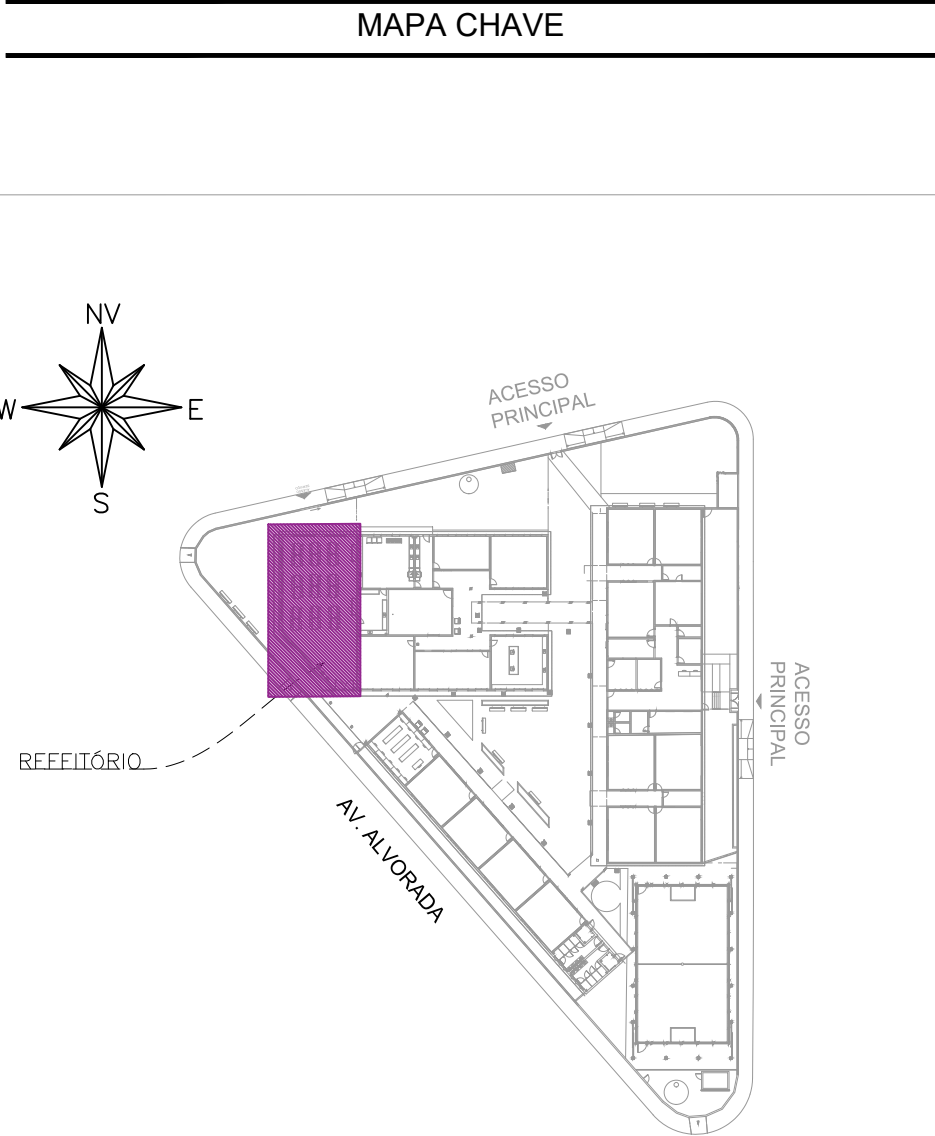 MAPA CHAVE
NV
W
E
S
ACESSO
PRINCIPAL
ACESSO
PRINCIPAL
REFEITÓRIO
AV. ALVORADA